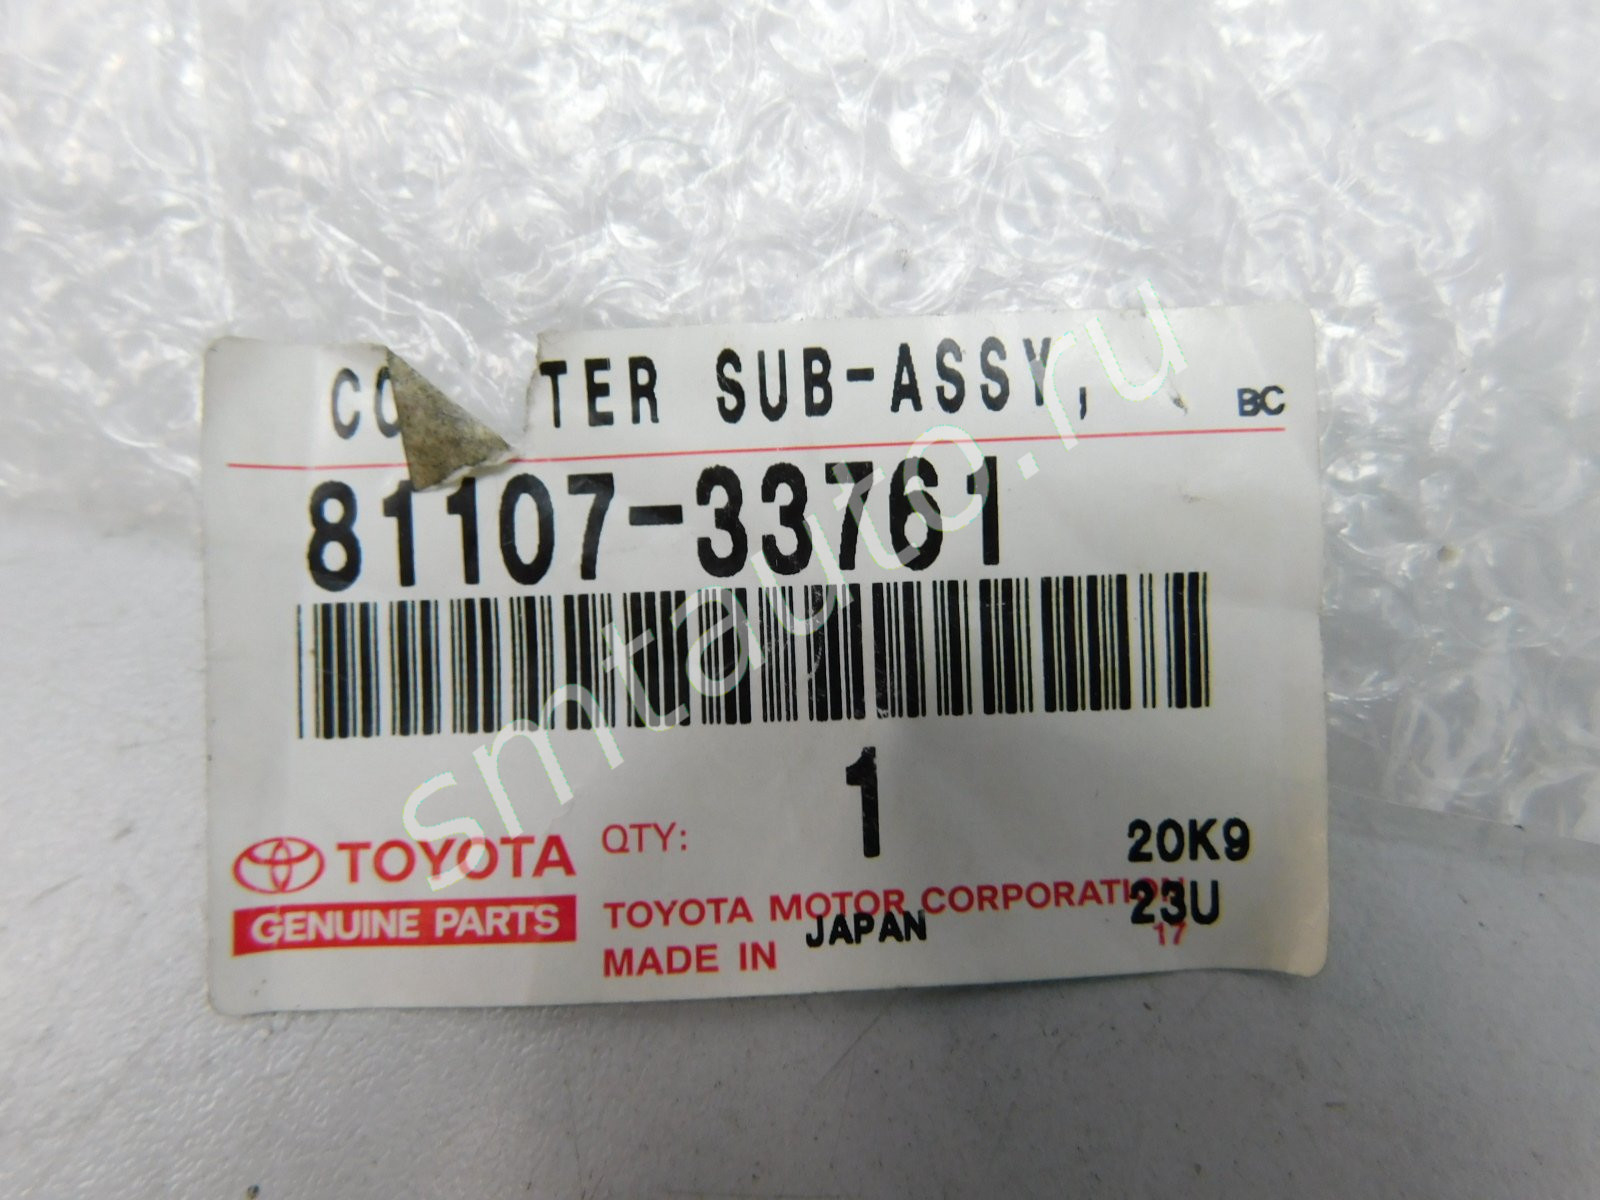 CO TER SUB-ASSY,
BC
81107-33761
1
QTY:
20K9
TOYOTA
GENUINE PARTS
TOYOTA MOTOR CORPORATION
23U
17
MADE IN JAPAN
smtauto.ru